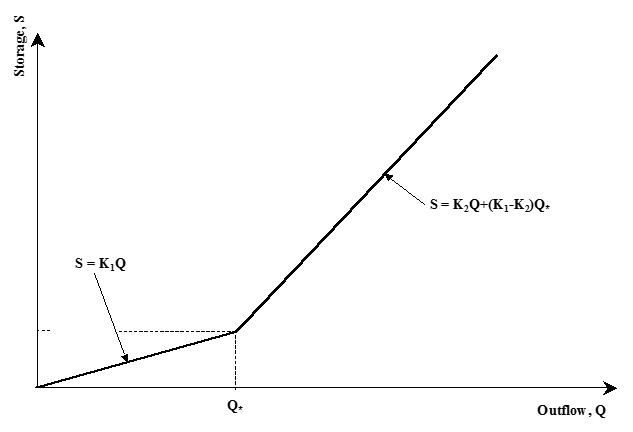 Storage, S
S = K₂Q+(K₁-K₂)Q*
S = K₁Q
Q*
Outflow, Q